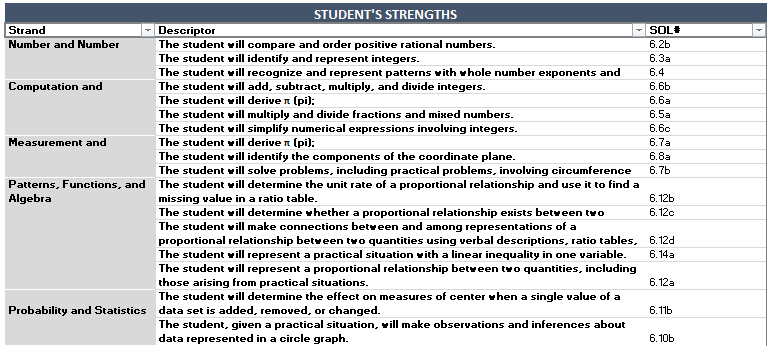 STUDENT'S STRENGTHS
Strand Descriptor SOL#
Number and Number The student will compare and order positive rational numbers. 6.2b
The student will identify and represent integers. 6.3a
The student will recognize and represent patterns with whole number exponents and 6.4
Computation and The student will add, subtract, multiply, and divide integers. 6.6b
The student will derive π (pi); 6.6a
The student will multiply and divide fractions and mixed numbers. 6.5a
The student will simplify numerical expressions involving integers. 6.6c
Measurement and The student will derive π (pi); 6.7a
The student will identify the components of the coordinate plane. 6.8a
The student will solve problems, including practical problems, involving circumference 6.7b
Patterns, Functions, and The student will determine the unit rate of a proportional relationship and use it to find a
Algebra missing value in a ratio table. 6.12b
The student will determine whether a proportional relationship exists between two 6.12c
The student will make connections between and among representations of a
proportional relationship between two quantities using verbal descriptions, ratio tables, 6.12d
The student will represent a practical situation with a linear inequality in one variable. 6.14a
The student will represent a proportional relationship between two quantities, including
those arising from practical situations. 6.12a
The student will determine the effect on measures of center when a single value of a
Probability and Statistics data set is added, removed, or changed. 6.11b
The student, given a practical situation, will make observations and inferences about
data represented in a circle graph. 6.10b